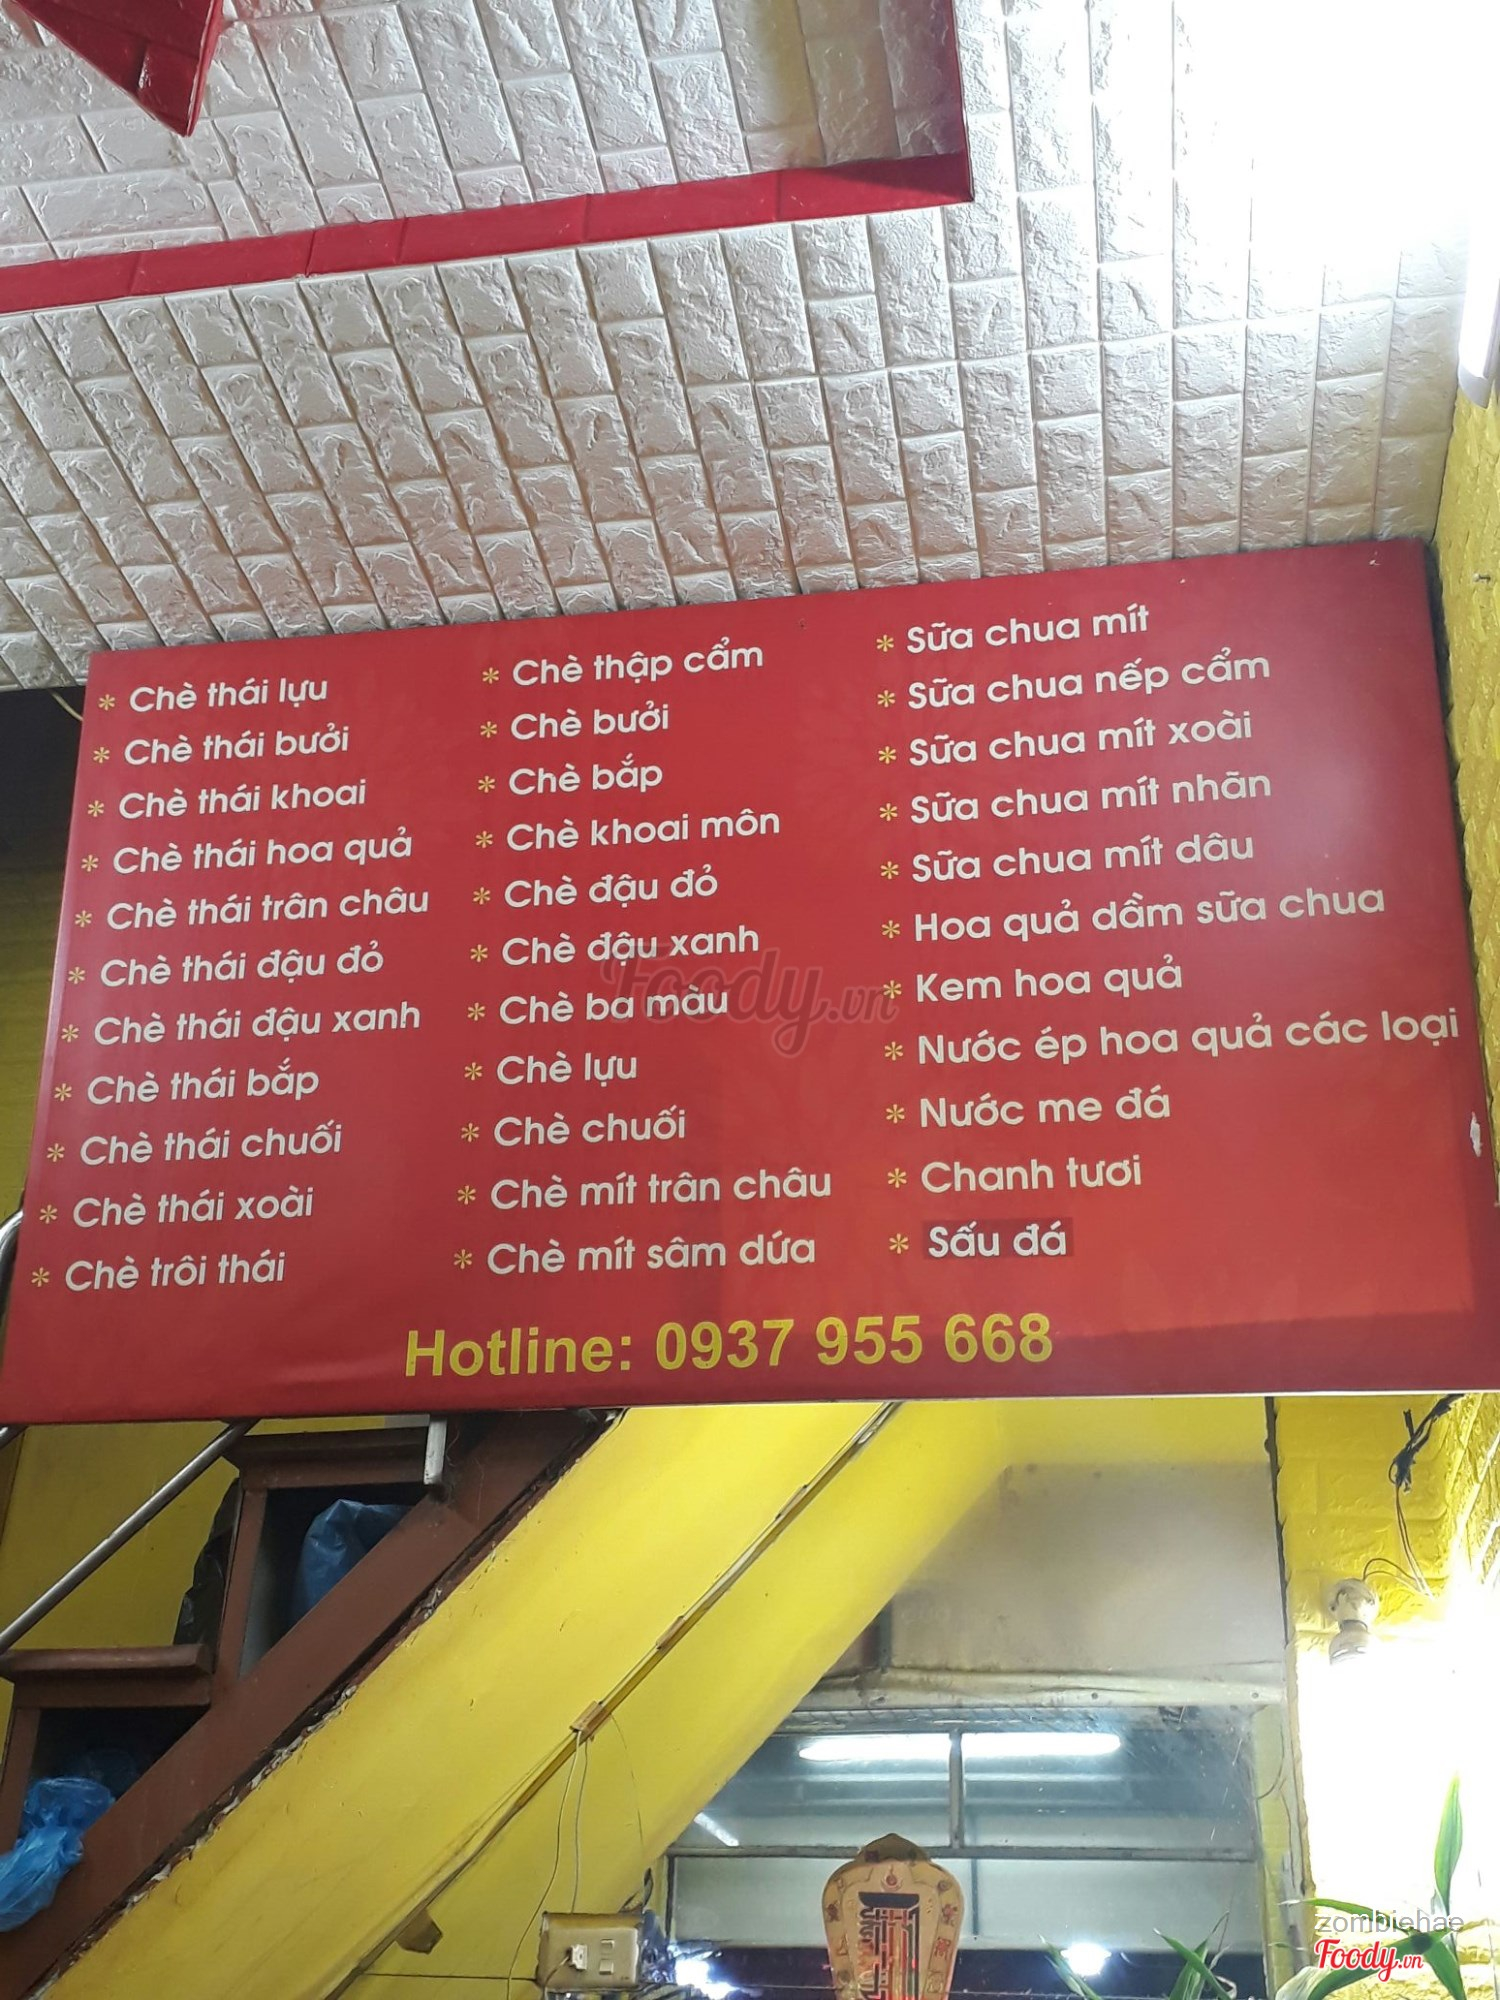 * Chè thái lựu
* Chè thái bưởi
* Chè thái khoai
* Chè thái hoa quả
* Chè thái trân châu
* Chè thái đậu đỏ
* Chè thái đậu xanh
* Chè thái bắp
* Chè thái chuối
* Chè thái xoài
* Chè trôi thái
* Chè thập cẩm
* Chè bưởi
* Chè bắp
* Chè khoai môn
* Chè đậu đỏ
* Chè đậu xanh
* Chè ba màu
* Chè lựu
* Chè chuối
* Chè mít trân châu
* Chè mít sâm dứa
* Sữa chua mít
* Sữa chua nếp cẩm
* Sữa chua mít xoài
* Sữa chua mít nhãn
* Sữa chua mít dâu
* Hoa quả dầm sữa chua
* Kem hoa quả
* Nước ép hoa quả các loại
* Nước me đá
* Chanh tươi
* Sấu đá
Hotline: 0937 955 668
Foody.vn
zombiehae
Foody.vn